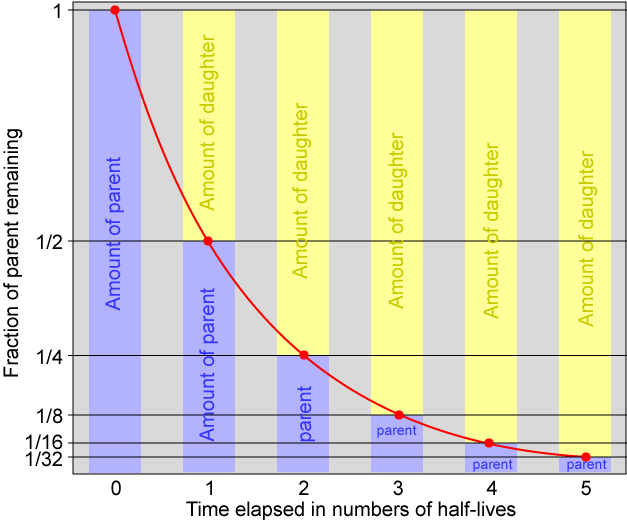 Fraction of parent remaining
1
1/2
1/4
1/8
1/16
1/32
Amount of parent
Amount of daughter
Amount of parent
Amount of daughter
parent
Amount of daughter
parent
Amount of daughter
parent
Amount of daughter
parent
0 1 2 3 4 5
Time elapsed in numbers of half-lives